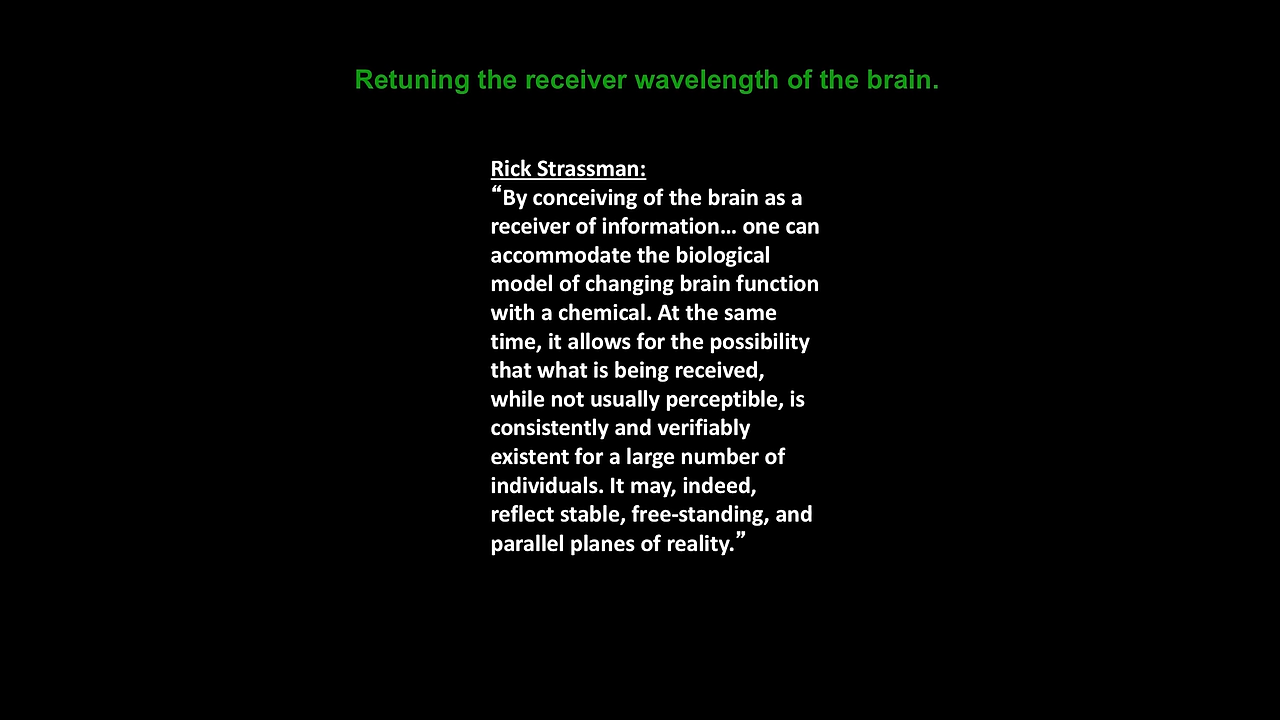 Retuning the receiver wavelength of the brain.
Rick Strassman:
“By conceiving of the brain as a
receiver of information… one can
accommodate the biological
model of changing brain function
with a chemical. At the same
time, it allows for the possibility
that what is being received,
while not usually perceptible, is
consistently and verifiably
existent for a large number of
individuals. It may, indeed,
reflect stable, free-standing, and
parallel planes of reality.”